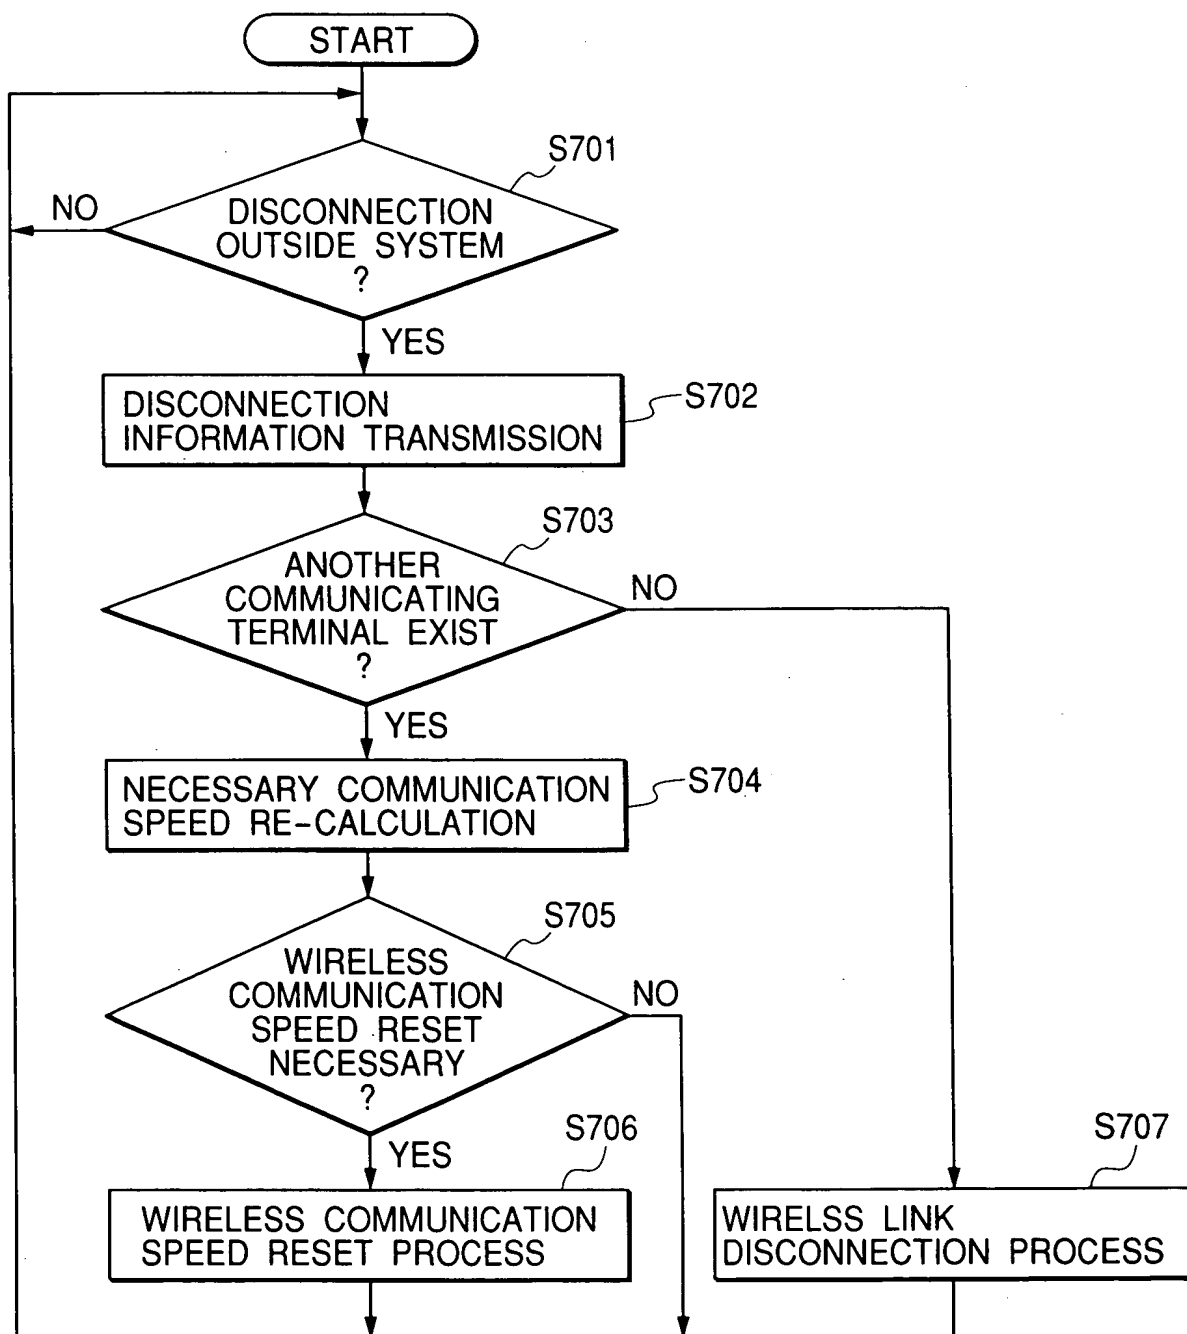 START
S701
NO
DISCONNECTION
OUTSIDE SYSTEM
?
YES
S702
DISCONNECTION
INFORMATION TRANSMISSION
S703
ANOTHER
COMMUNICATING
TERMINAL EXIST
?
NO
YES
S704
NECESSARY COMMUNICATION
SPEED RE-CALCULATION
S705
WIRELESS
COMMUNICATION
SPEED RESET
NECESSARY
?
NO
YES
S706
WIRELESS COMMUNICATION
SPEED RESET PROCESS
S707
WIRELSS LINK
DISCONNECTION PROCESS